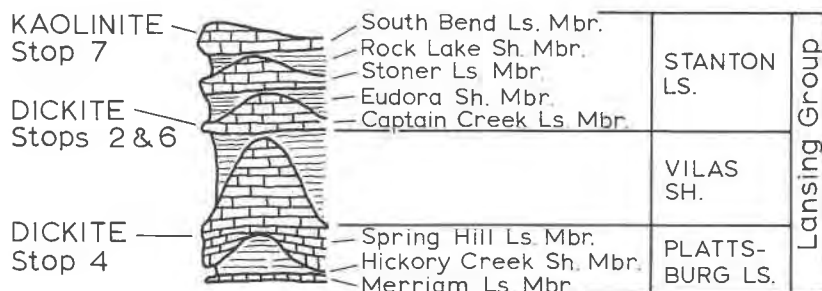 KAOLINITE
Stop 7
DICKITE
Stops 2 & 6
DICKITE
Stop 4
South Bend Ls. Mbr.
Rock Lake Sh. Mbr.
Stoner Ls. Mbr.
Eudora Sh. Mbr.
Captain Creek Ls. Mbr.
Spring Hill Ls. Mbr.
Hickory Creek Sh. Mbr.
Merriam Ls. Mbr.
STANTON
LS.
VILAS
SH.
PLATTS-
BURG LS.
Lansing Group